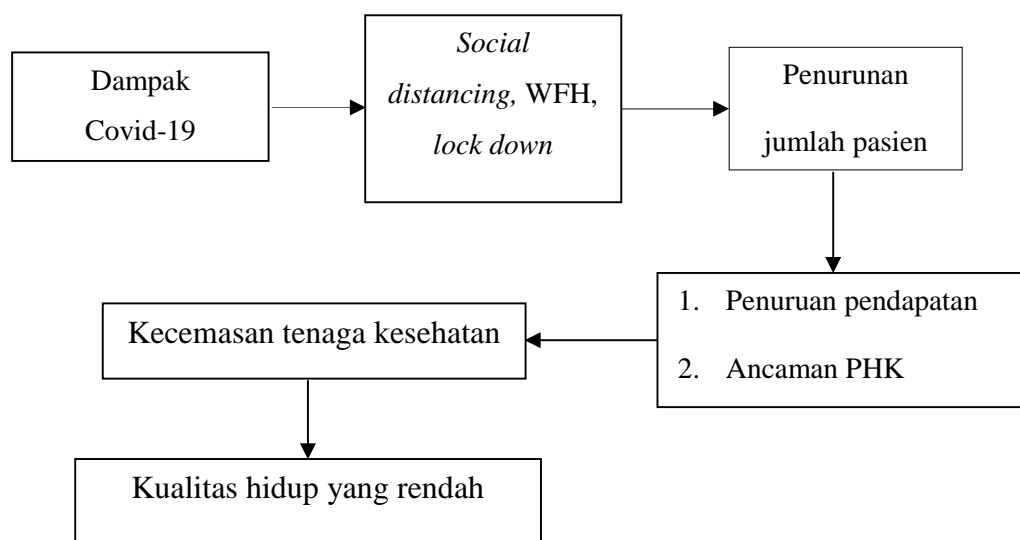 Dampak
Covid-19
Social
distancing, WFH,
lock down
Penurunan
jumlah pasien
1. Penuruan pendapatan
2. Ancaman PHK
Kecemasan tenaga kesehatan
Kualitas hidup yang rendah